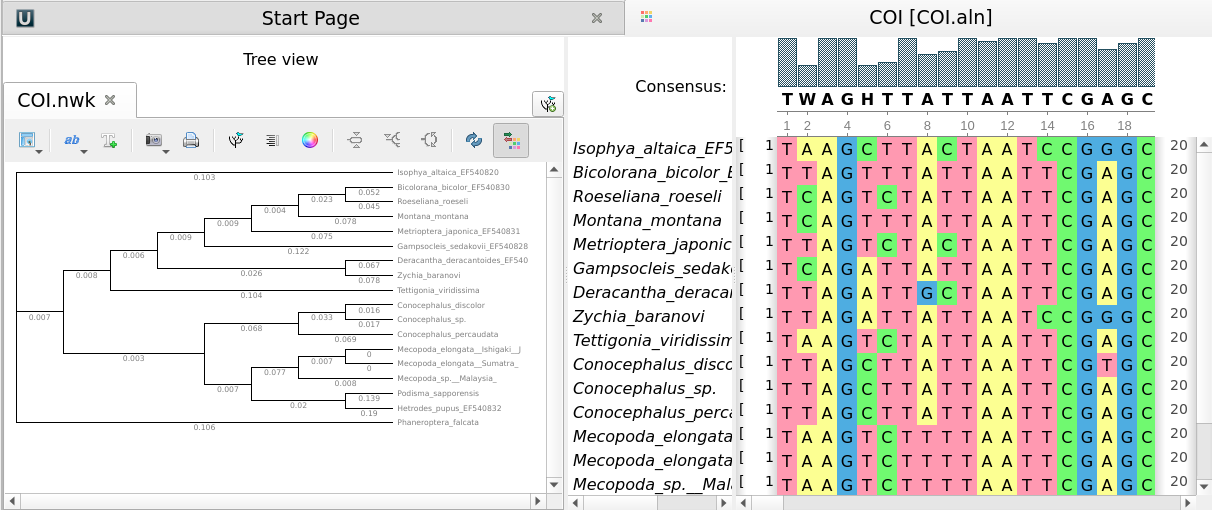 Start Page
COI [COI.aln]
Tree view
COI.nwk
ab
T
Isophya_altaica_EF540820
0.103
Bicolorana_bicolor_EF540830
0.052
0.023
Roeseliana_roeseli
0.045
0.004
Montana_montana
0.078
0.009
Metrioptera_japonica_EF540831
0.075
0.009
Gampsocleis_sedakovii_EF540828
0.122
0.006
Deracantha_deracantoides_EF540
0.067
0.026
Zychia_baranovi
0.078
0.008
Tettigonia_viridissima
0.104
Conocephalus_discolor
0.016
0.007
0.033
Conocephalus_sp.
0.017
0.068
Conocephalus_percaudata
0.069
Mecopoda_elongata__Ishigaki__J
0
0.003
0.007
Mecopoda_elongata__Sumatra_
0
0.077
Mecopoda_sp.__Malaysia_
0.008
0.007
Podisma_sapporensis
0.139
0.02
Hetrodes_pupus_EF540832
0.19
Phaneroptera_falcata
0.106
Consensus:
T W A G H T T A T T A A T T C G A G C
1 2 4 6 8 10 12 14 16 18
Isophya_altaica_EF5 [ 1 T A A G C T T A C T A A T C C G G G C 20
Bicolorana_bicolor_E [ 1 T T A G T T T A T T A A T T C G A G C 20
Roeseliana_roeseli [ 1 T C A G T C T A T T A A T T C G A G C 20
Montana_montana [ 1 T C A G T T T A T T A A T T C G A G C 20
Metrioptera_japonic [ 1 T T A G T C T A C T A A T T C G A G C 20
Gampsocleis_sedak [ 1 T C A G A T T A T T A A T T C G A G C 20
Deracantha_deracan [ 1 T T A G A T T G C T A A T T C G A G C 20
Zychia_baranovi [ 1 T T A G A T T A T T A A T C C G G G C 20
Tettigonia_viridissim [ 1 T A A G T C T A T T A A T T C G A G C 20
Conocephalus_disco [ 1 T T A G C T T A T T A A T T C G T G C 20
Conocephalus_sp. [ 1 T T A G C T T A T T A A T T C G A G C 20
Conocephalus_perca [ 1 T T A G C T T A T T A A T T C G A G C 20
Mecopoda_elongata [ 1 T A A G T C T T T T A A T T C G A G C 20
Mecopoda_elongata [ 1 T A A G T C T T T T A A T T C G A G C 20
Mecopoda_sp.__Mal [ 1 T A A G T C T T T T A A T T C G A G C 20